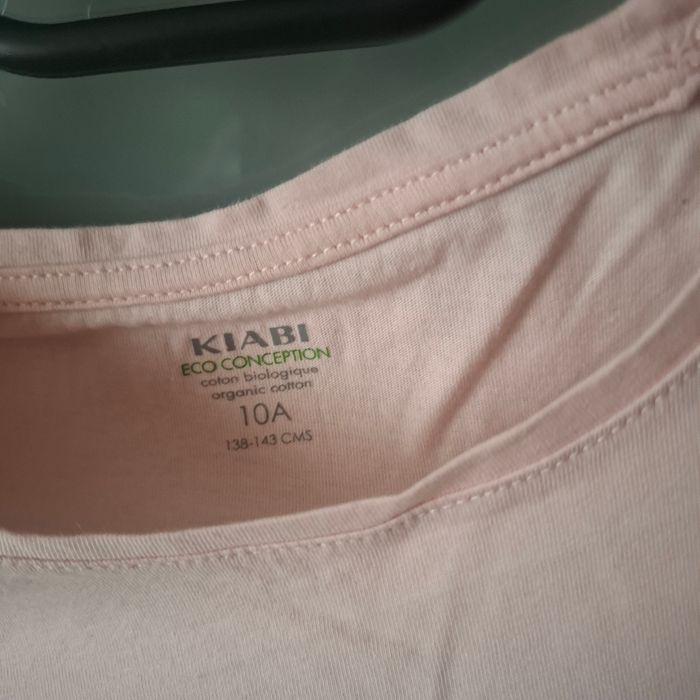 KIABI
ECO CONCEPTION
coton biologique
organic cotton
10A
138-143 CMS